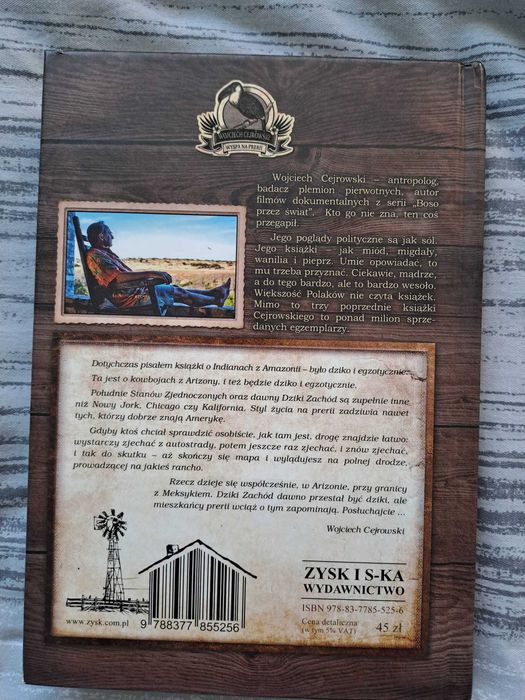 WOJCIECH CEJROWSKI
WYSPA NA PRERII
Wojciech Cejrowski – antropolog,
badacz plemion pierwotnych, autor
filmów dokumentalnych z serii „Boso
przez świat”. Kto go nie zna, ten coś
przegapił.
Jego poglądy polityczne są jak sól.
Jego książki – jak miód, migdały,
wanilia i pieprz. Umie opowiadać, to
mu trzeba przyznać. Ciekawie, mądrze,
a do tego bardzo, ale to bardzo wesoło.
Większość Polaków nie czyta książek.
Mimo to trzy poprzednie książki
Cejrowskiego to ponad milion sprze-
danych egzemplarzy.
Dotychczas pisałem książki o Indianach z Amazonii – było dziko i egzotycznie.
Ta jest o kowbojach z Arizony, i też będzie dziko i egzotycznie.
Południe Stanów Zjednoczonych oraz dawny Dziki Zachód są zupełnie inne
niż Nowy Jork, Chicago czy Kalifornia. Styl życia na prerii zadziwia nawet
tych, którzy dobrze znają Amerykę.
Gdyby ktoś chciał sprawdzić osobiście, jak tam jest, drogę znajdzie łatwo:
wystarczy zjechać z autostrady, potem jeszcze raz zjechać, i znów zjechać,
i tak do skutku – aż skończy się mapa i wylądujesz na polnej drodze,
prowadzącej na jakieś rancho.
Rzecz dzieje się współcześnie, w Arizonie, przy granicy
z Meksykiem. Dziki Zachód dawno przestał być dziki, ale
mieszkańcy prerii wciąż o tym zapominają. Posłuchajcie ...
Wojciech Cejrowski
www.zysk.com.pl
9 788377 855256
ZYSK I S-KA
WYDAWNICTWO
ISBN 978-83-7785-525-6
Cena detaliczna
(w tym 5% VAT)
45 zł